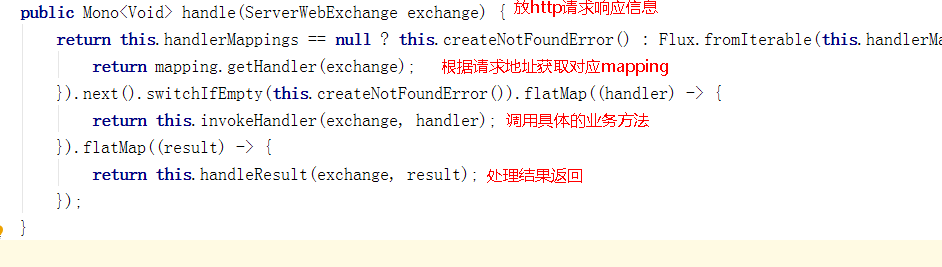 public Mono<Void> handle(ServerWebExchange exchange) { 放http请求响应信息
return this.handlerMappings == null ? this.createNotFoundError() : Flux.fromIterable(this.handlerMa
return mapping.getHandler(exchange); 根据请求地址获取对应mapping
}).next().switchIfEmpty(this.createNotFoundError()).flatMap((handler) -> {
return this.invokeHandler(exchange, handler); 调用具体的业务方法
}).flatMap((result) -> {
return this.handleResult(exchange, result); 处理结果返回
});
}